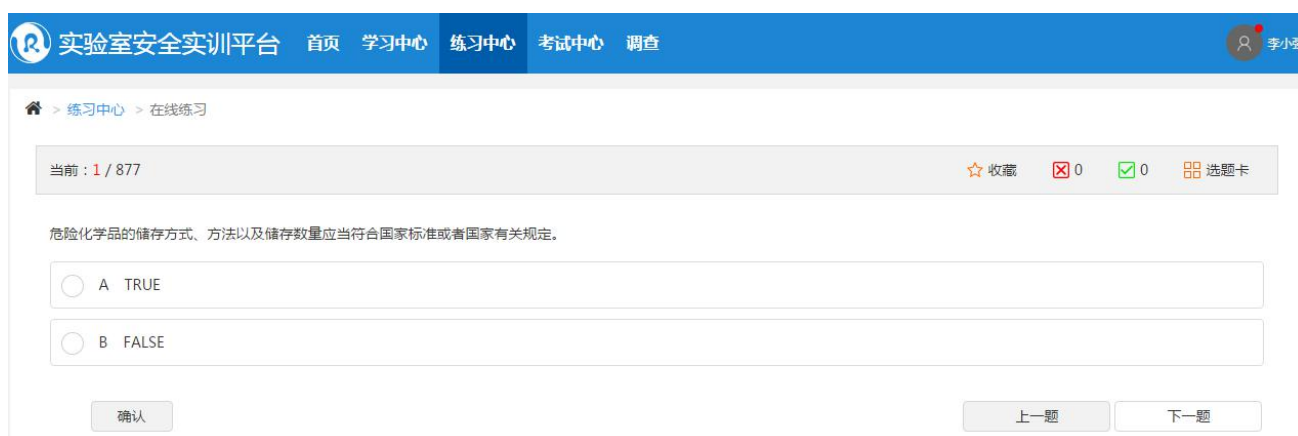 实验室安全实训平台 首页 学习中心 练习中心 考试中心 调查 李小
> 练习中心 > 在线练习
当前：1 / 877 收藏 0 0 选题卡
危险化学品的储存方式、方法以及储存数量应当符合国家标准或者国家有关规定。
A TRUE
B FALSE
确认 上一题 下一题